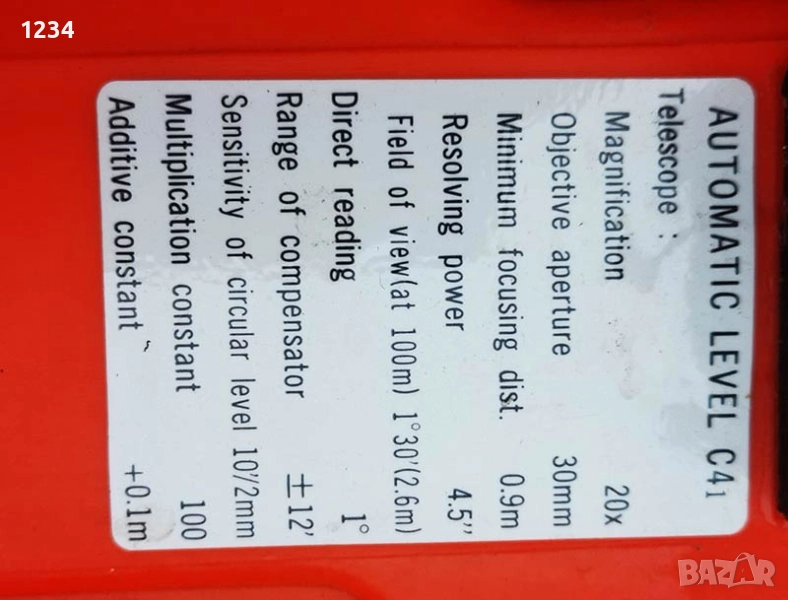 1234
AUTOMATIC LEVEL C41
Telescope :
Magnification 20x
Objective aperture 30mm
Minimum focusing dist. 0.9m
Resolving power 4.5"
Field of view(at 100m) 1°30'(2.6m)
Direct reading 1°
Range of compensator ±12'
Sensitivity of circular level 10'/2mm
Multiplication constant 100
Additive constant +0.1m
BAZAR